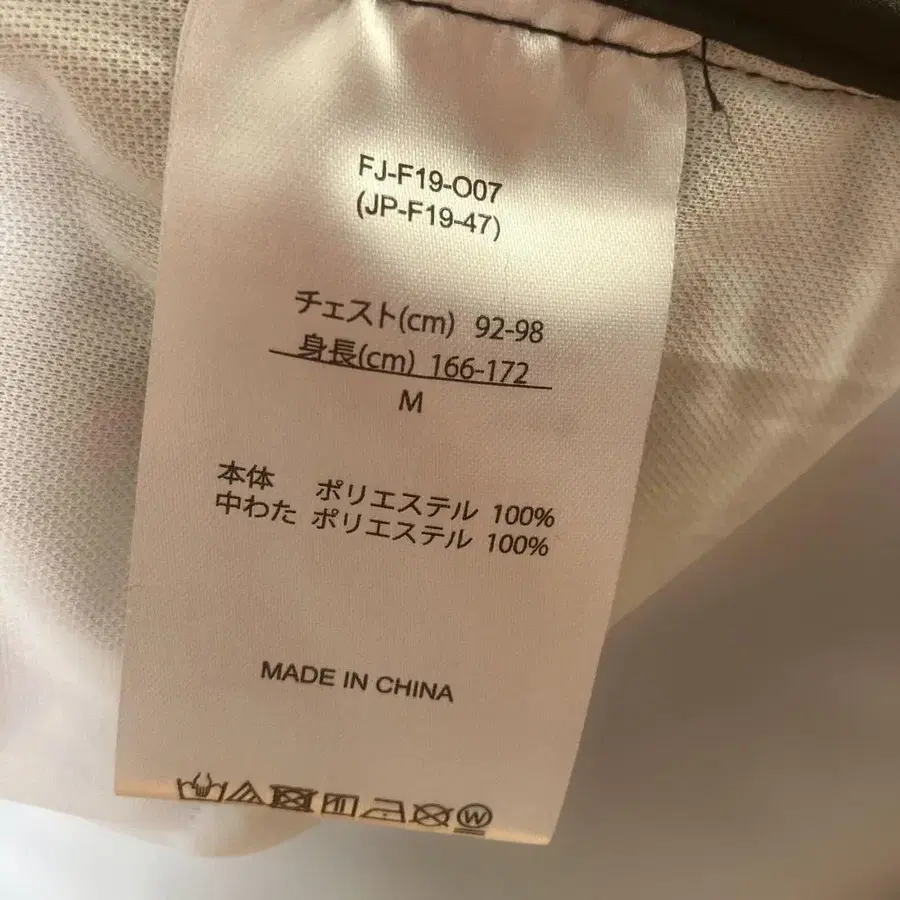 FJ-F19-O07
(JP-F19-47)
チェスト(cm) 92-98
身長(cm) 166-172
M
本体 ポリエステル 100%
中わた ポリエステル 100%
MADE IN CHINA
W